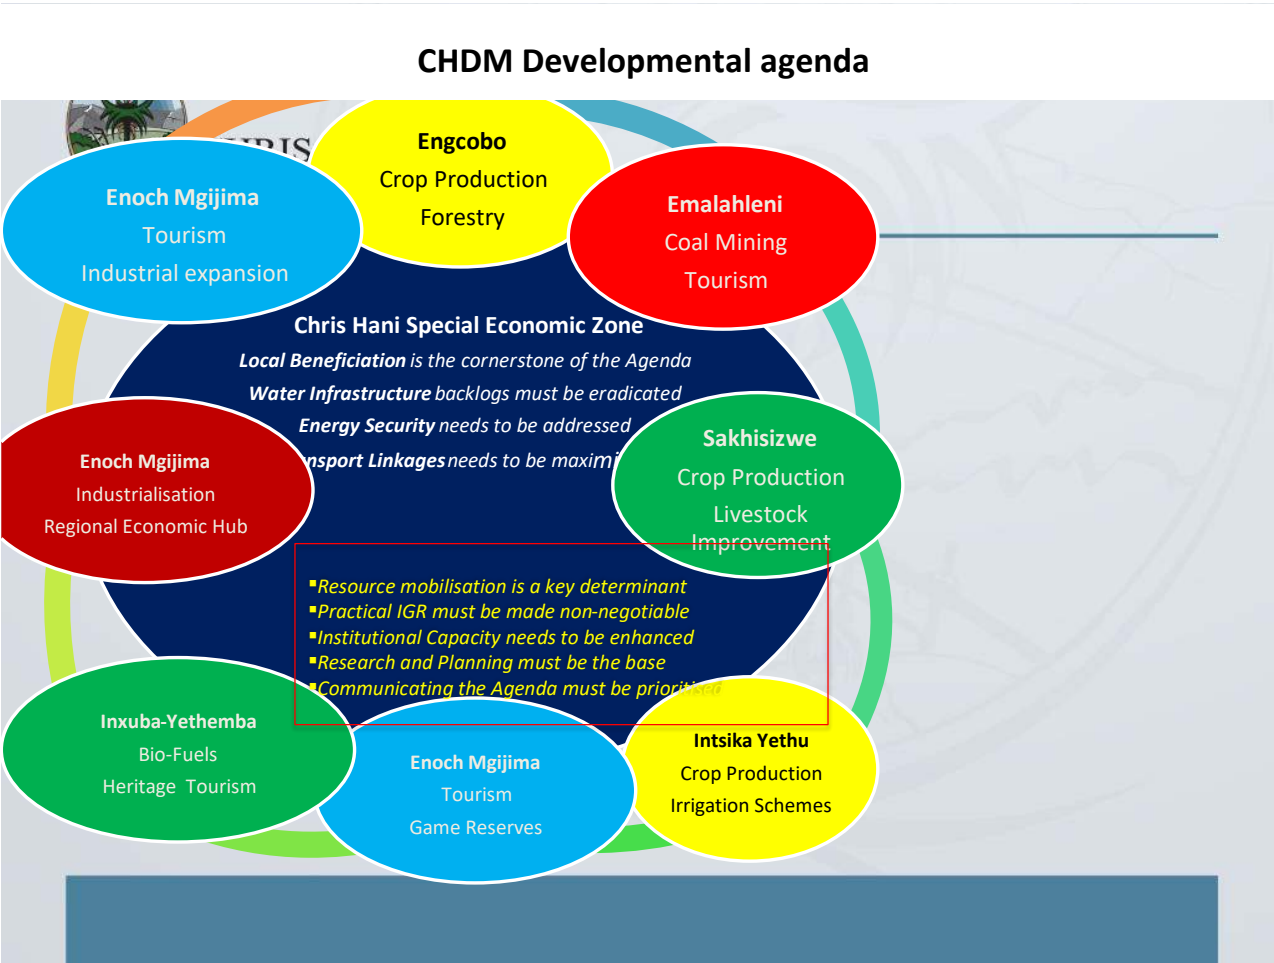 CHDM Developmental agenda
Engcobo
Crop Production
Forestry
Enoch Mgijima
Tourism
Industrial expansion
Emalahleni
Coal Mining
Tourism
Chris Hani Special Economic Zone
Local Beneficiation is the cornerstone of the Agenda
Water Infrastructure backlogs must be eradicated
Energy Security needs to be addressed
Linkages needs to be
Sakhisizwe
Crop Production
Livestock
Improvement
Enoch Mgijima
Industrialisation
Regional Economic Hub
▪Resource mobilisation is a key determinant
▪Practical IGR must be made non-negotiable
▪Institutional Capacity needs to be enhanced
▪Research and Planning must be the base
▪Communicating the Agenda must be prioritised
Inxuba-Yethemba
Bio-Fuels
Heritage Tourism
Enoch Mgijima
Tourism
Game Reserves
Intsika Yethu
Crop Production
Irrigation Schemes